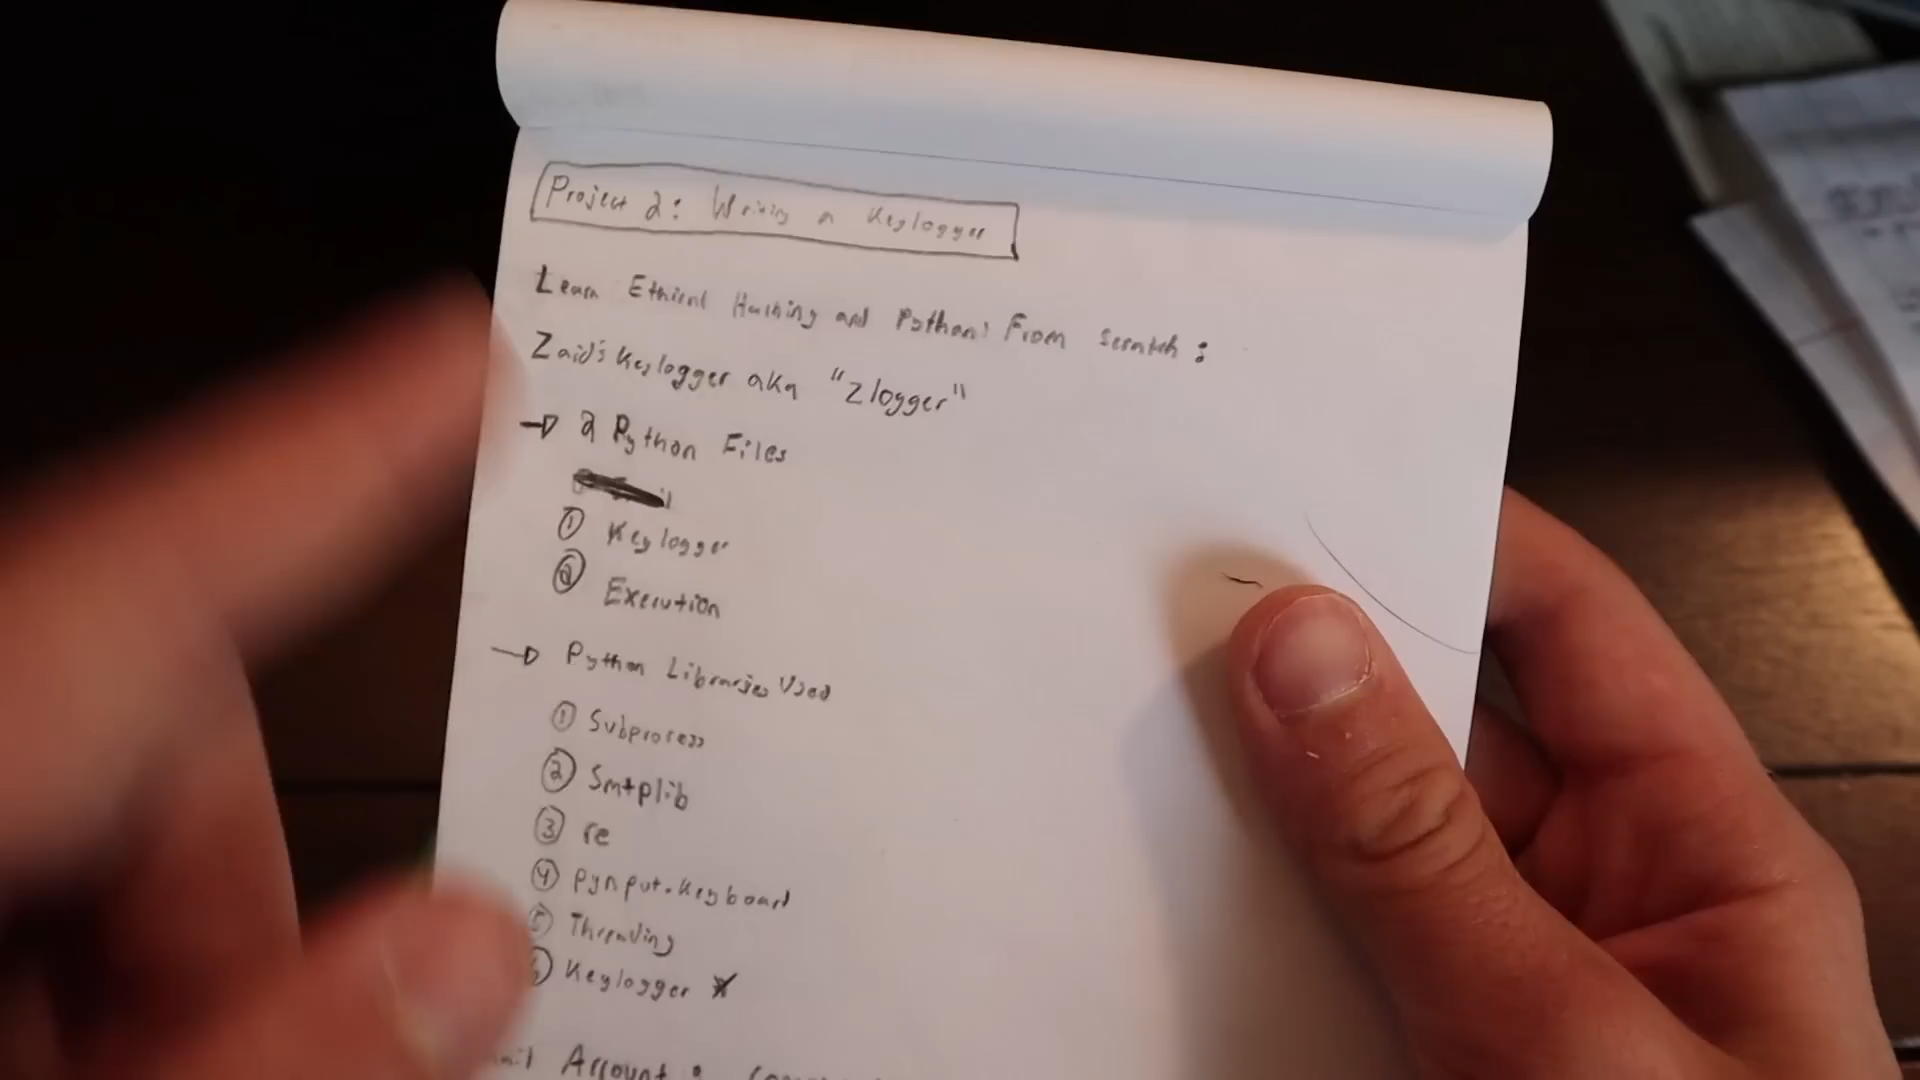 Project 2: Writing a Keylogger
Learn Ethical Hacking and Python: From Scratch:
Zaid's Keylogger aka "Zlogger"
2 Python Files
① Keylogger
② Execution
Python Libraries Used
① Subprocess
② Smtplib
③ re
④ pynput.keyboard
⑤ Threading
Keylogger *
Account: